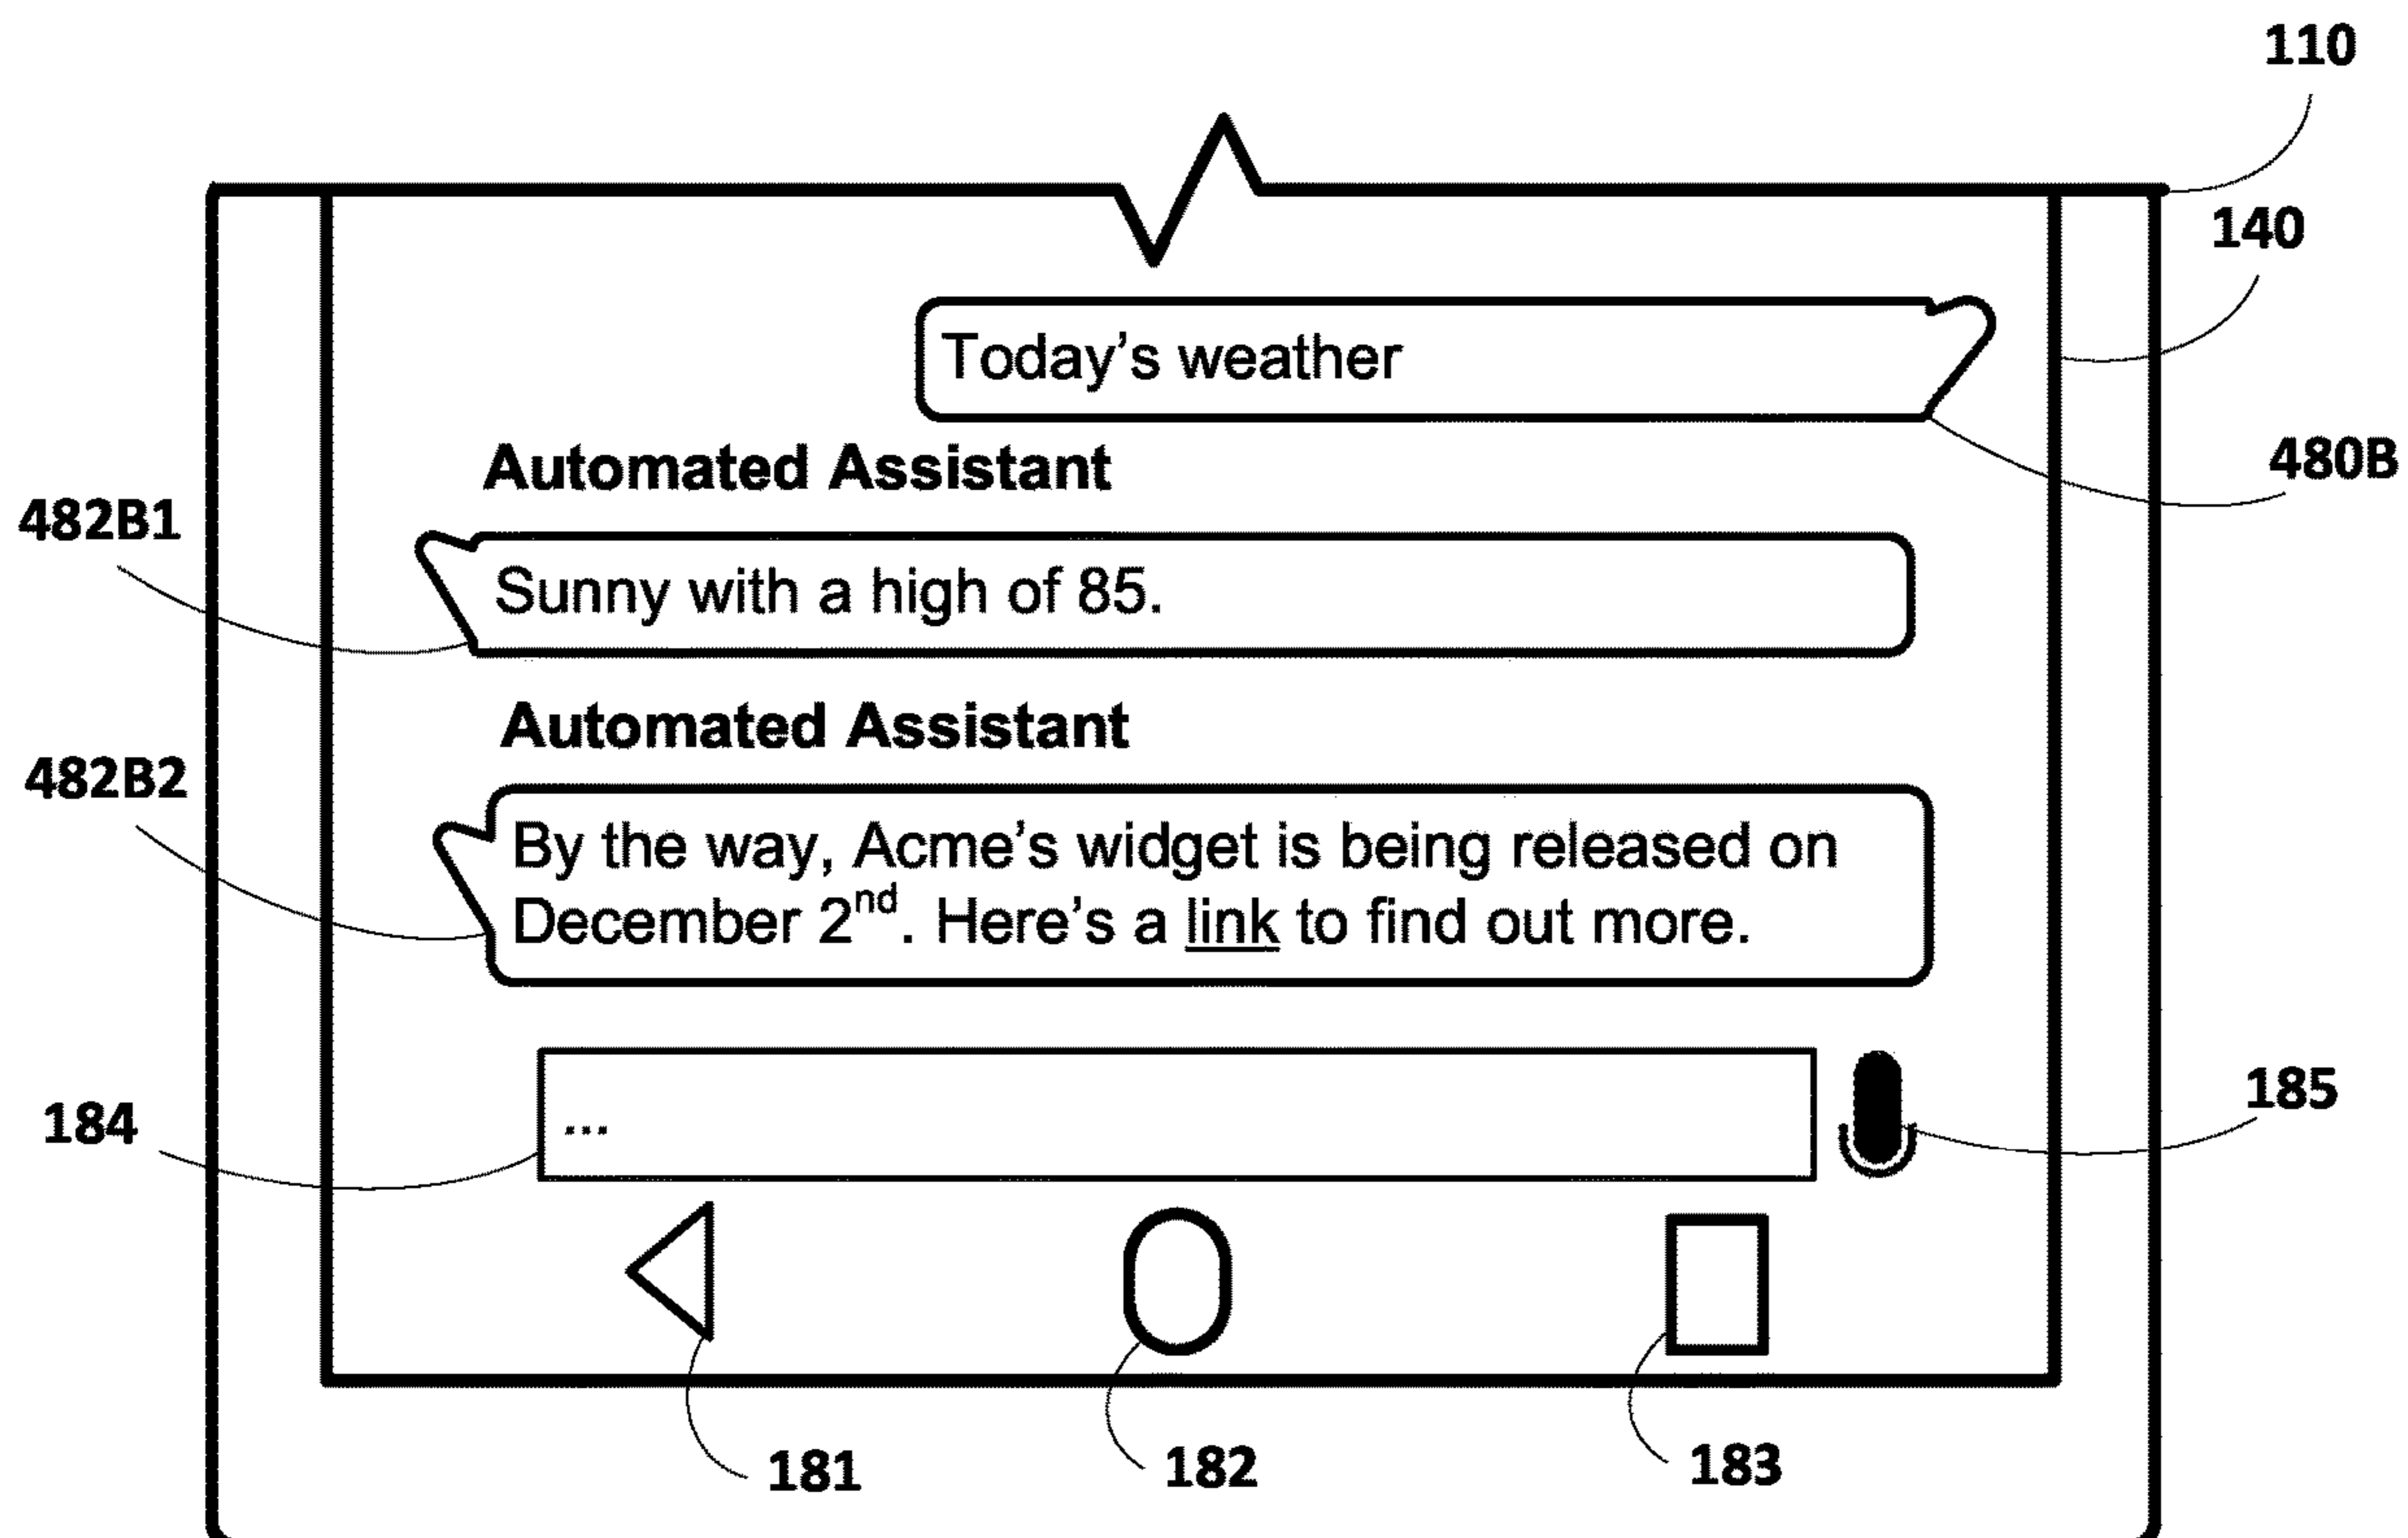 110
140
Today's weather
480B
Automated Assistant
482B1
Sunny with a high of 85.
Automated Assistant
482B2
By the way, Acme's widget is being released on
December 2nd. Here's a link to find out more.
184
...
185
181
182
183